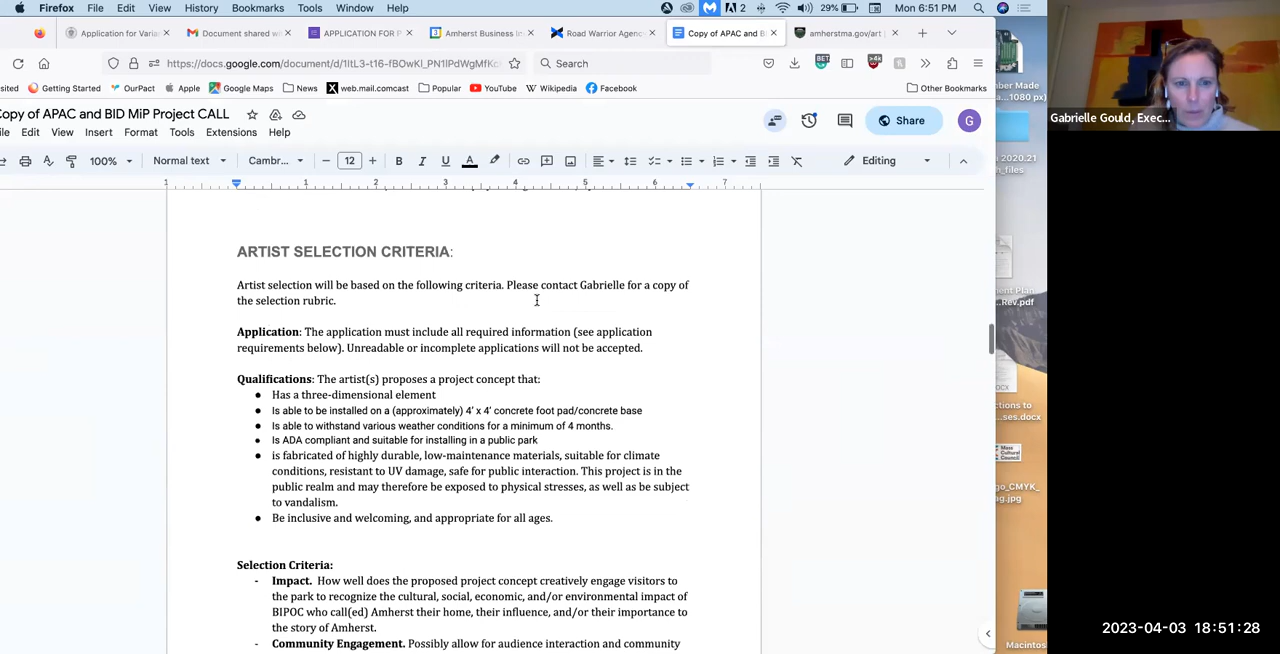 Firefox File Edit View History Bookmarks Tools Window Help 2 29% Mon 6:51 PM
Application for Varia Gmail Document shared w APPLICATION FOR P Amherst Business In Road Warrior Agenc Copy of APAC and B amherstma.gov/art
https://docs.google.com/document/d/ Search
sited Getting Started OurPact Apple Google Maps News web.mail.comcast Popular YouTube Wikipedia Facebook Other Bookmarks
Copy of APAC and BID MiP Project CALL
File Edit View Insert Format Tools Extensions Help Share G
100% Normal text Cambr... 12 B I U A Editing
1 1 2 3 4 5 6 7
ARTIST SELECTION CRITERIA:
Artist selection will be based on the following criteria. Please contact Gabrielle for a copy of
the selection rubric.
Application: The application must include all required information (see application
requirements below). Unreadable or incomplete applications will not be accepted.
Qualifications: The artist(s) proposes a project concept that:
● Has a three-dimensional element
● Is able to be installed on a (approximately) 4' x 4' concrete foot pad/concrete base
● Is able to withstand various weather conditions for a minimum of 4 months.
● Is ADA compliant and suitable for installing in a public park
● is fabricated of highly durable, low-maintenance materials, suitable for climate
conditions, resistant to UV damage, safe for public interaction. This project is in the
public realm and may therefore be exposed to physical stresses, as well as be subject
to vandalism.
● Be inclusive and welcoming, and appropriate for all ages.
Selection Criteria:
- Impact. How well does the proposed project concept creatively engage visitors to
the park to recognize the cultural, social, economic, and/or environmental impact of
BIPOC who call(ed) Amherst their home, their influence, and/or their importance to
the story of Amherst.
- Community Engagement. Possibly allow for audience interaction and community
Gabrielle Gould, Exec...
2023-04-03 18:51:28